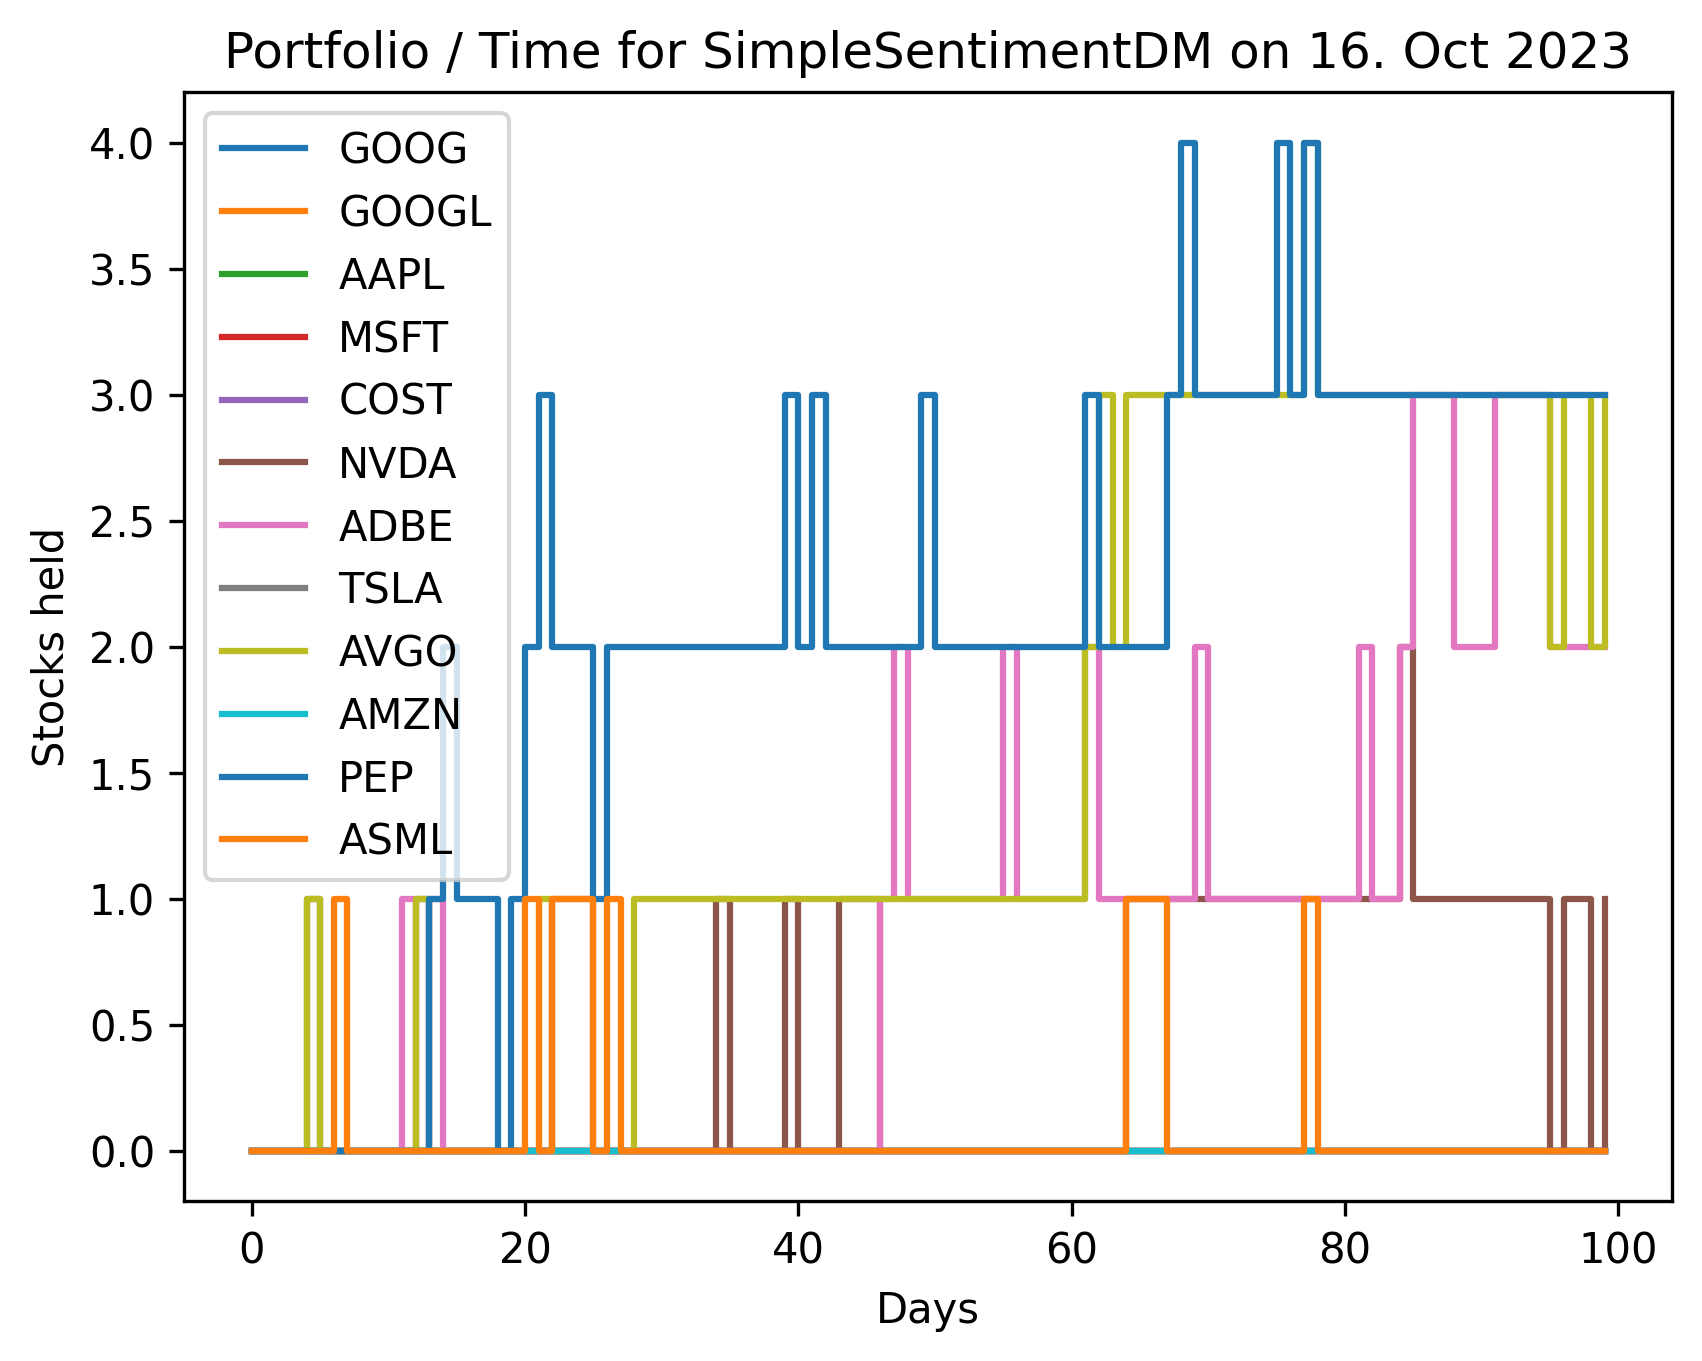 Portfolio / Time for SimpleSentimentDM on 16. Oct 2023
GOOG
GOOGL
AAPL
MSFT
COST
NVDA
ADBE
TSLA
AVGO
AMZN
PEP
ASML
4.0
3.5
3.0
2.5
2.0
1.5
1.0
0.5
0.0
Stocks held
0 20 40 60 80 100
Days